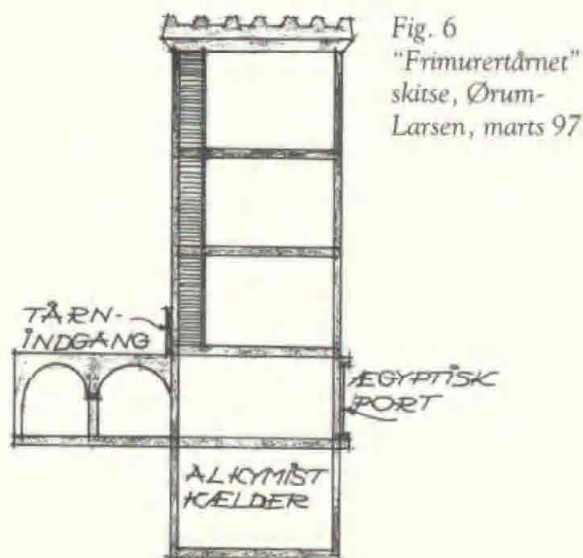 Fig. 6
"Frimurertårnet"
skitse, Ørum-
Larsen, marts 97
TÅRN-
INDGANG
ÆGYPTISK
PORT
ALKYMIST
KÆLDER